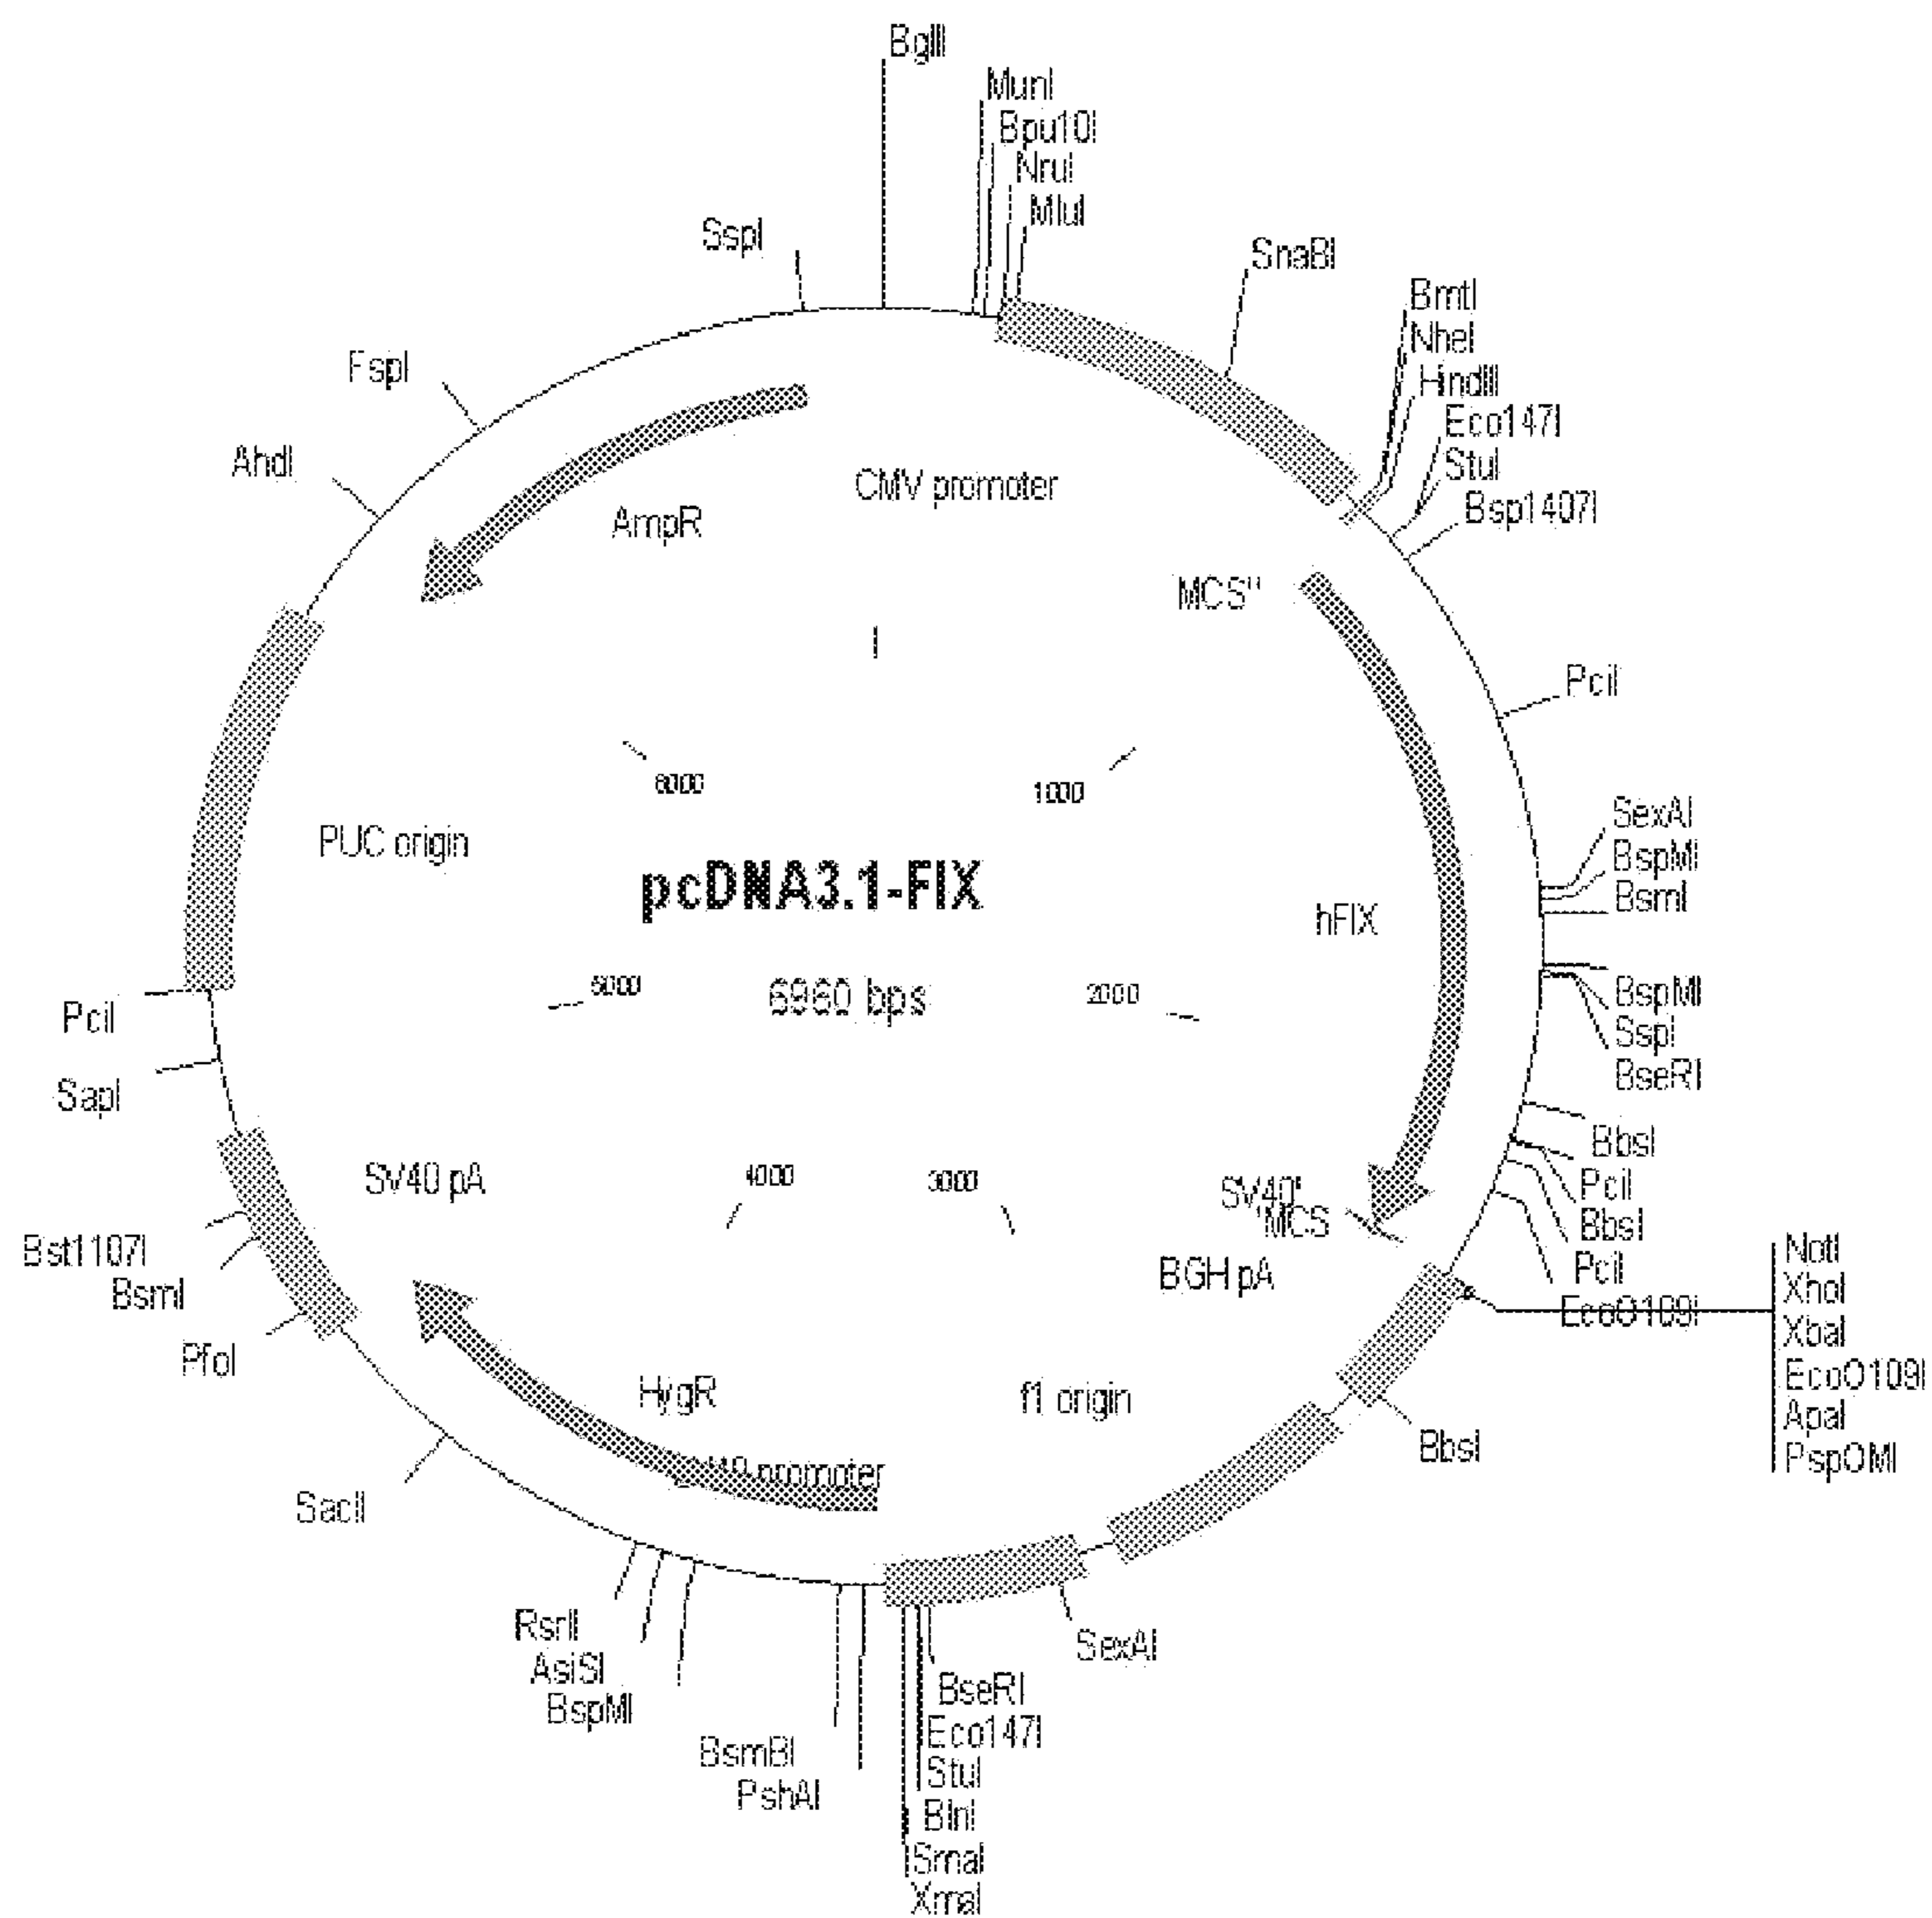 BglII
MunI
Bpu10I
NruI
MluI
SspI
SnaBI
BmtI
NheI
HindIII
Eco147I
StuI
Bsp1407I
FspI
AhdI
AmpR
CMV promoter
MCS"
PciI
1000
6000
PUC origin
pcDNA3.1-FIX
6960 bps
hFIX
SexAI
BspMI
BsmI
5000
2000
BspMI
SspI
BseRI
PciI
SapI
BbsI
PciI
BbsI
PciI
EcoO109I
SV40 pA
4000
3000
SV40'
'MCS
BGH pA
NotI
XhoI
XbaI
EcoO109I
ApaI
PspOMI
Bst1107I
BsmI
PfoI
HygR
f1 origin
promoter
BbsI
SacII
RsrII
AsiSI
BspMI
SexAI
BsmBI
PshAI
BseRI
Eco147I
StuI
BlnI
SmaI
XmaI